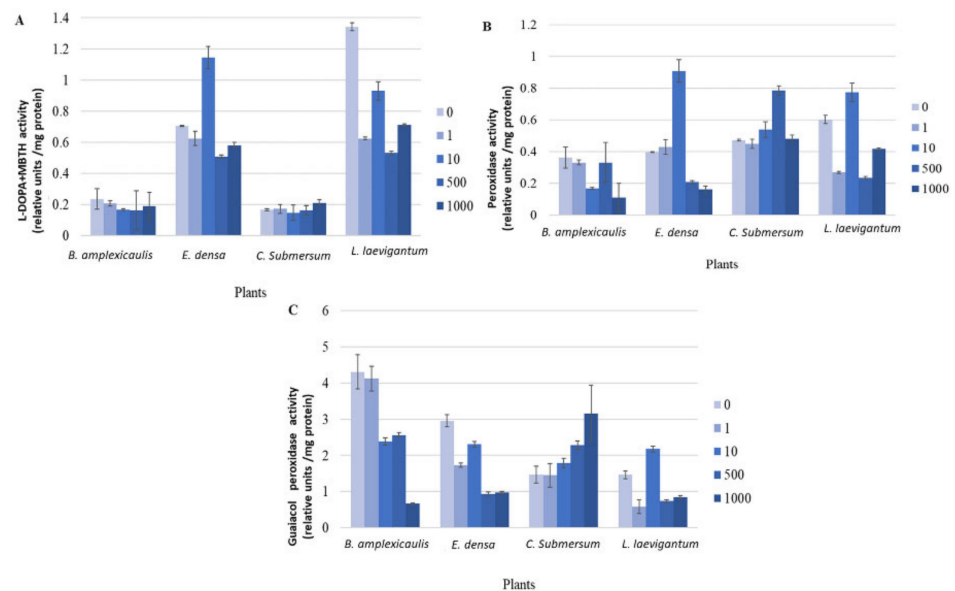 A
1.4
1.2
1
0.8
0.6
0.4
0.2
0
L-DOPA+MBTH activity
(relative units /mg protein)
B. amplexicaulis E. densa C. Submersum L. laevigantum
Plants
0
1
10
500
1000
B
1.2
1
0.8
0.6
0.4
0.2
0
Peroxidase activity
(relative units /mg protein)
B. amplexicaulis E. densa C. Submersum L. laevigantum
Plants
0
1
10
500
1000
C
6
5
4
3
2
1
0
Guaiacol peroxidase activity
(relative units /mg protein)
B. amplexicaulis E. densa C. Submersum L. laevigantum
Plants
0
1
10
500
1000